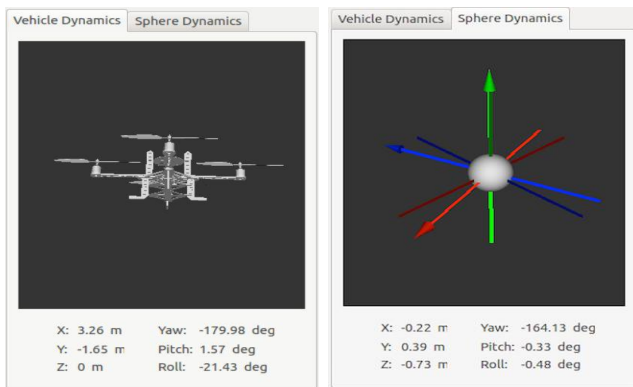 Vehicle Dynamics Sphere Dynamics
X: 3.26 m Yaw: -179.98 deg
Y: -1.65 m Pitch: 1.57 deg
Z: 0 m Roll: -21.43 deg
Vehicle Dynamics Sphere Dynamics
X: -0.22 m Yaw: -164.13 deg
Y: 0.39 m Pitch: -0.33 deg
Z: -0.73 m Roll: -0.48 deg